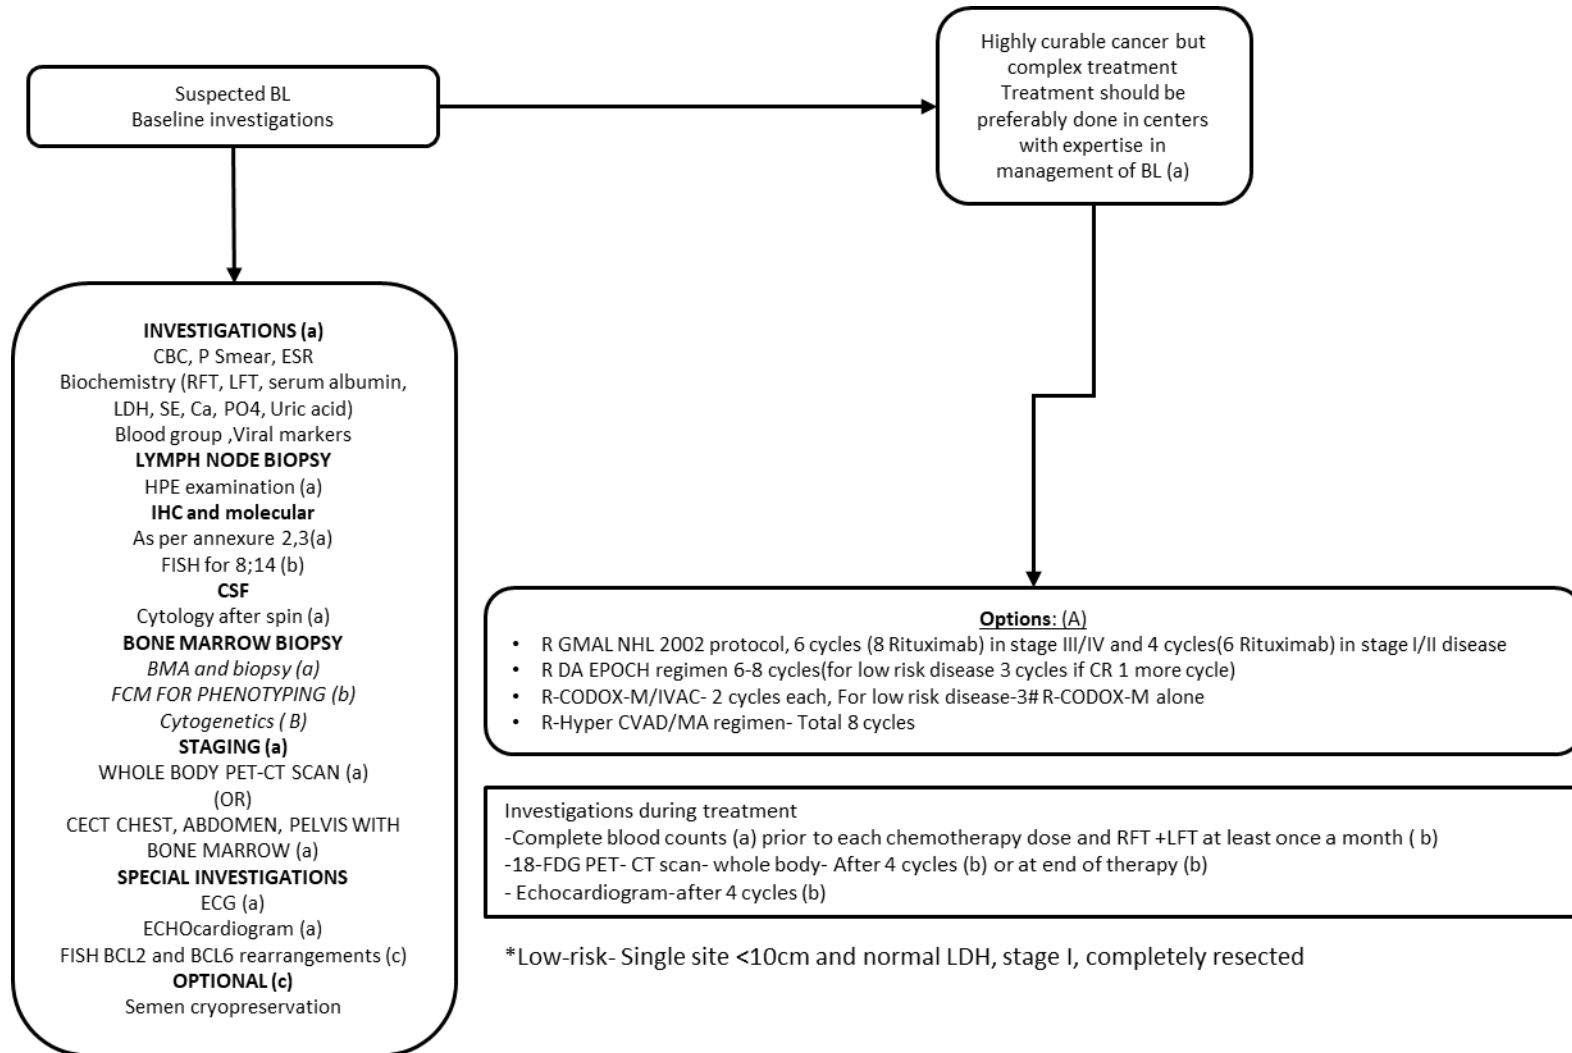 Suspected BL
Baseline investigations
Highly curable cancer but
complex treatment
Treatment should be
preferably done in centers
with expertise in
management of BL (a)
INVESTIGATIONS (a)
CBC, P Smear, ESR
Biochemistry (RFT, LFT, serum albumin,
LDH, SE, Ca, PO4, Uric acid)
Blood group ,Viral markers
LYMPH NODE BIOPSY
HPE examination (a)
IHC and molecular
As per annexure 2,3(a)
FISH for 8;14 (b)
CSF
Cytology after spin (a)
BONE MARROW BIOPSY
BMA and biopsy (a)
FCM FOR PHENOTYPING (b)
Cytogenetics ( B)
STAGING (a)
WHOLE BODY PET-CT SCAN (a)
(OR)
CECT CHEST, ABDOMEN, PELVIS WITH
BONE MARROW (a)
SPECIAL INVESTIGATIONS
ECG (a)
ECHOcardiogram (a)
FISH BCL2 and BCL6 rearrangements (c)
OPTIONAL (c)
Semen cryopreservation
Options: (A)
• R GMAL NHL 2002 protocol, 6 cycles (8 Rituximab) in stage III/IV and 4 cycles(6 Rituximab) in stage I/II disease
• R DA EPOCH regimen 6-8 cycles(for low risk disease 3 cycles if CR 1 more cycle)
• R-CODOX-M/IVAC- 2 cycles each, For low risk disease-3# R-CODOX-M alone
• R-Hyper CVAD/MA regimen- Total 8 cycles
Investigations during treatment
-Complete blood counts (a) prior to each chemotherapy dose and RFT +LFT at least once a month ( b)
-18-FDG PET- CT scan- whole body- After 4 cycles (b) or at end of therapy (b)
- Echocardiogram-after 4 cycles (b)
*Low-risk- Single site <10cm and normal LDH, stage I, completely resected